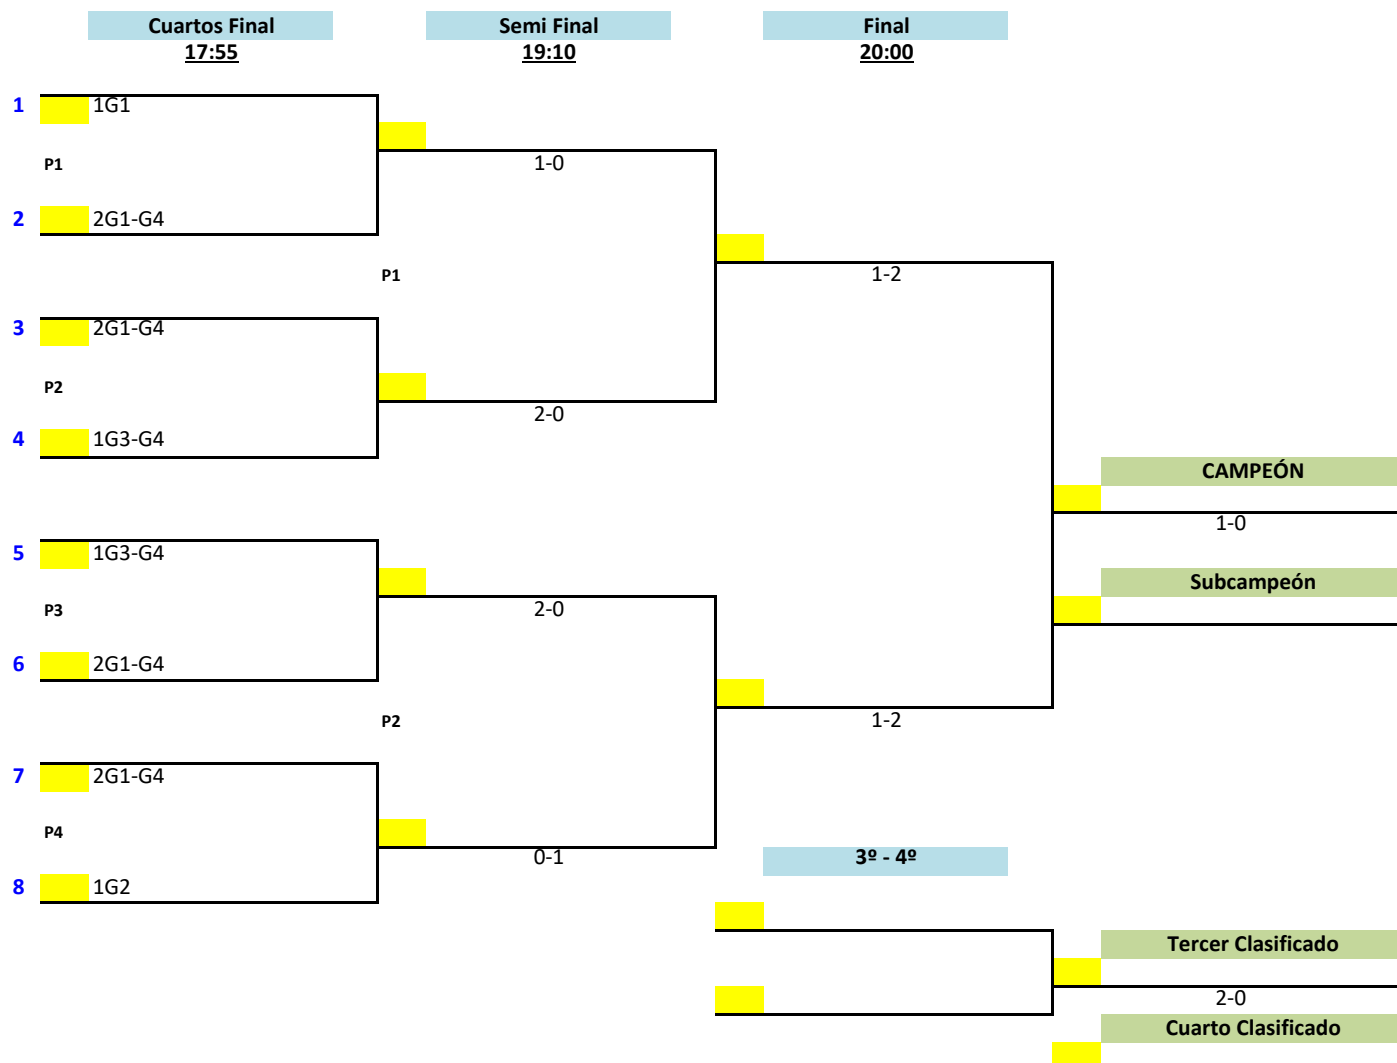 Cuartos Final Semi Final Final
17:55 19:10 20:00
1 1G1
P1 1-0
2 2G1-G4
P1 1-2
3 2G1-G4
P2
2-0
4 1G3-G4
CAMPEÓN
1-0
5 1G3-G4
Subcampeón
P3 2-0
6 2G1-G4
P2 1-2
7 2G1-G4
P4
0-1 3º - 4º
8 1G2
Tercer Clasificado
2-0
Cuarto Clasificado